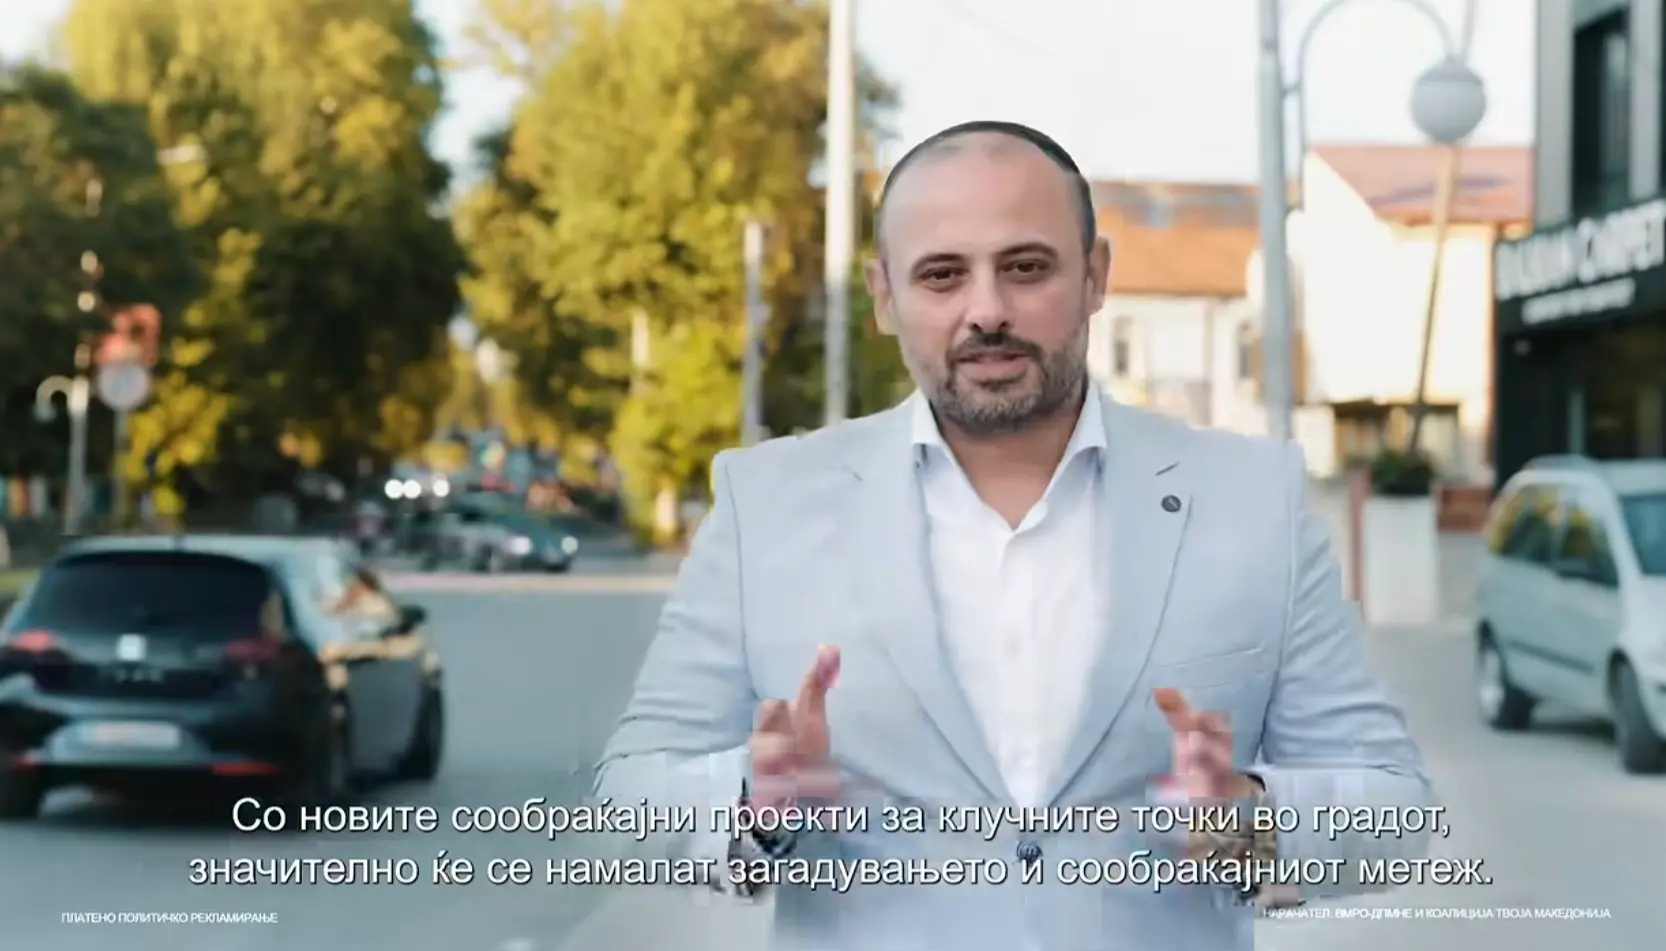 CARPET
Со новите сообраќајни проекти за клучните точки во градот,
значително ќе се намалат загадувањето и сообраќајниот метеж.
ПЛАТЕНО ПОЛИТИЧКО РЕКЛАМИРАЊЕ
НАРАЧАТЕЛ: ВМРО-ДПМНЕ И КОАЛИЦИЈА ТВОЈА МАКЕДОНИЈА